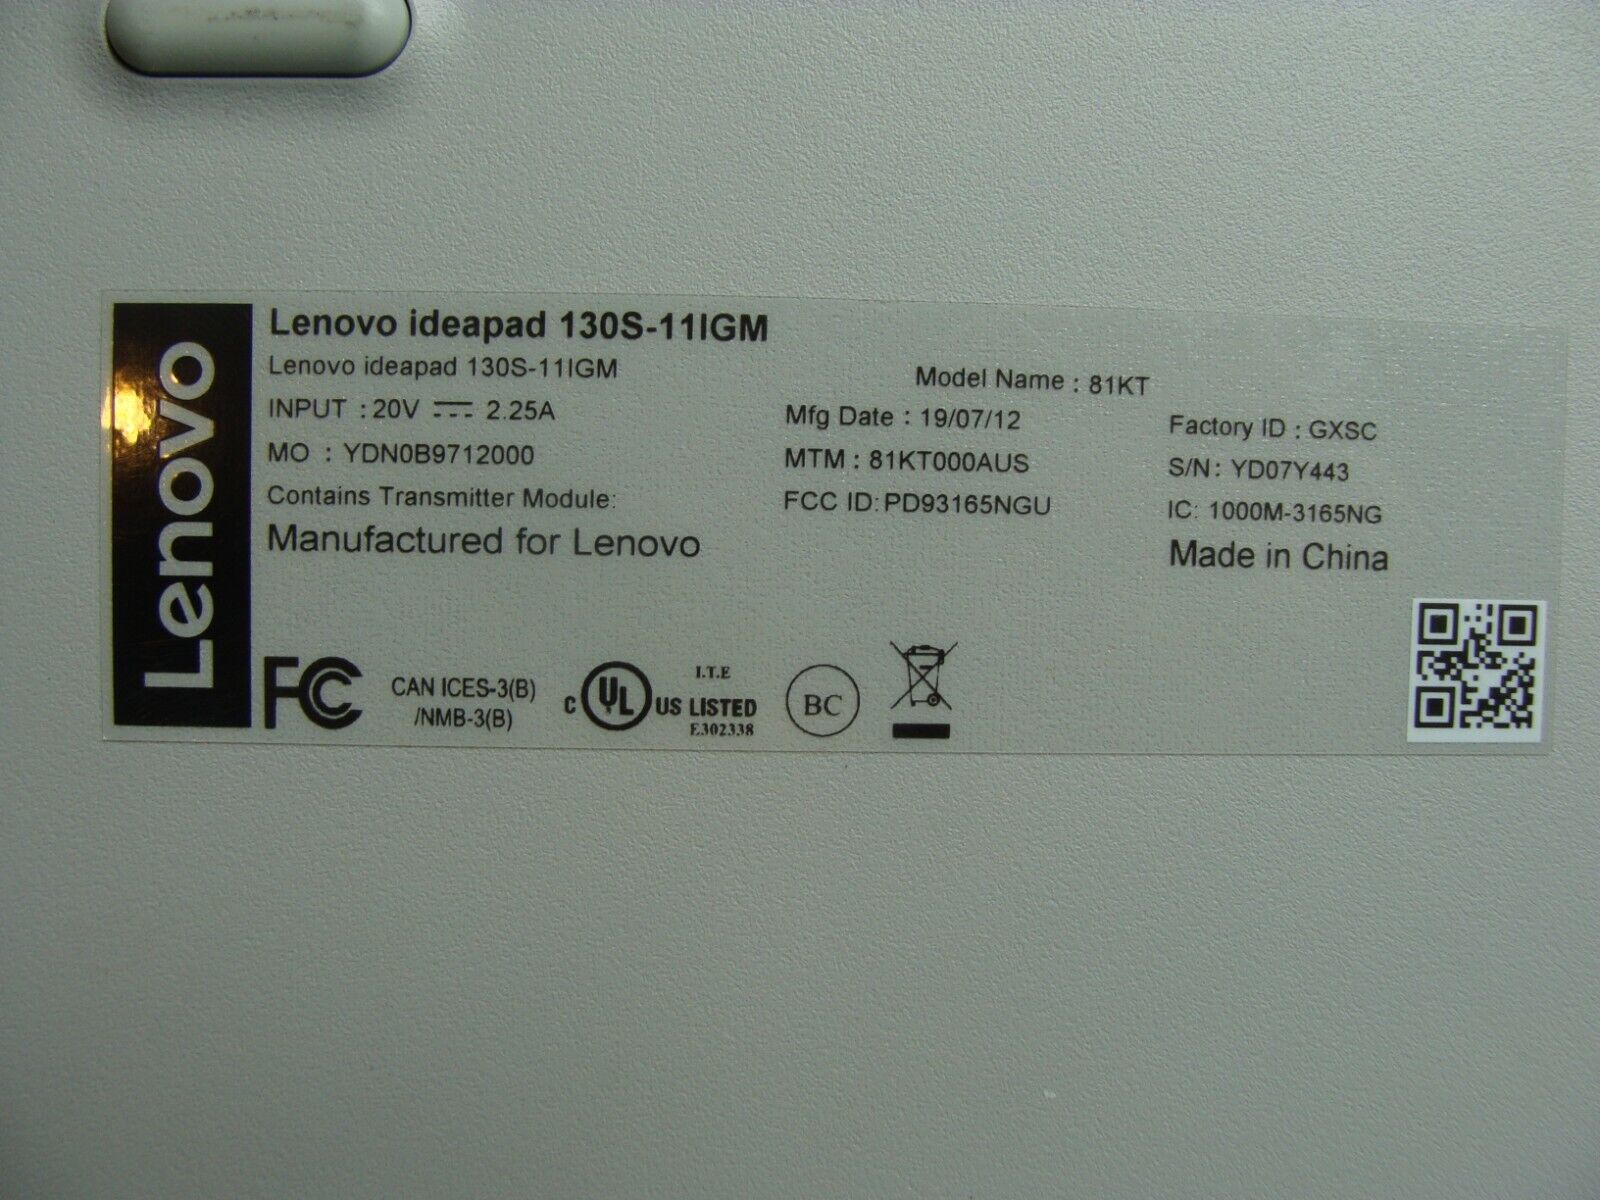 Lenovo
Lenovo ideapad 130S-11IGM
Lenovo ideapad 130S-11IGM Model Name : 81KT
INPUT : 20V 2.25A Mfg Date : 19/07/12 Factory ID : GXSC
MO : YDN0B9712000 MTM : 81KT000AUS S/N: YD07Y443
Contains Transmitter Module: FCC ID: PD93165NGU IC: 1000M-3165NG
Manufactured for Lenovo Made in China
FC CAN ICES-3(B)
/NMB-3(B)
c UL US LISTED
I.T.E
E302338
BC